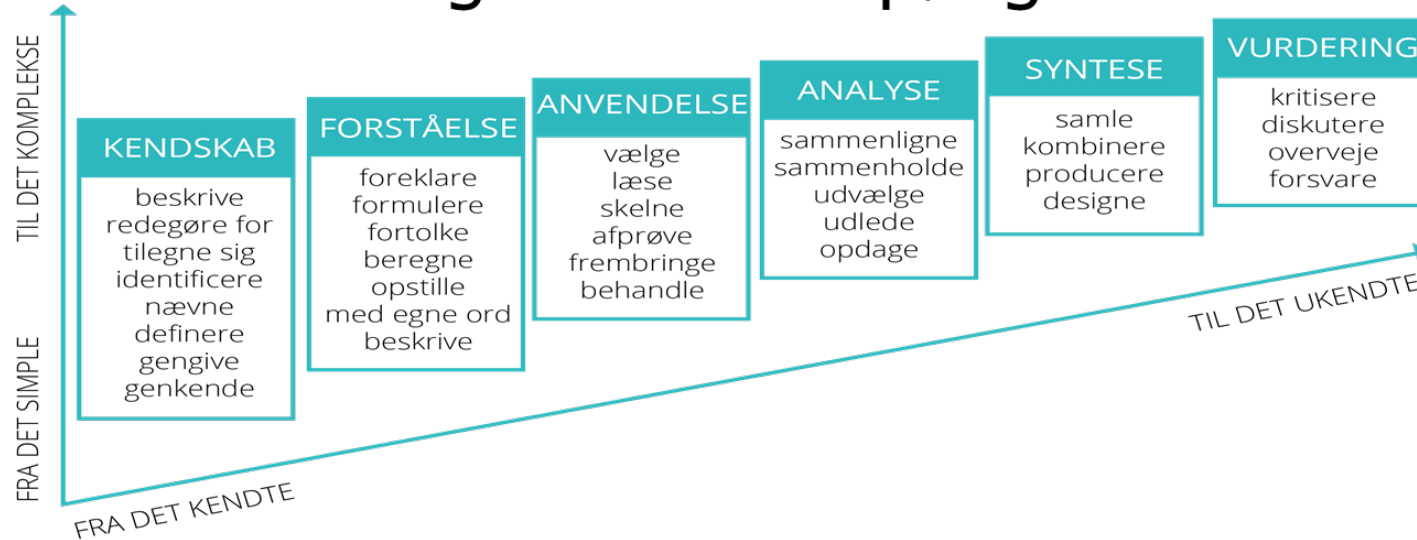 KENDSKAB
beskrive
redegøre for
tilegne sig
identificere
nævne
definere
gengive
genkende
FORSTÅELSE
foreklare
formulere
fortolke
beregne
opstille
med egne ord
beskrive
ANVENDELSE
vælge
læse
skelne
afprøve
frembringe
behandle
ANALYSE
sammenligne
sammenholde
udvælge
udlede
opdage
SYNTESE
samle
kombinere
producere
designe
VURDERING
kritisere
diskutere
overveje
forsvare
TIL DET KOMPLEKSE
FRA DET SIMPLE
FRA DET KENDTE
TIL DET UKENDTE